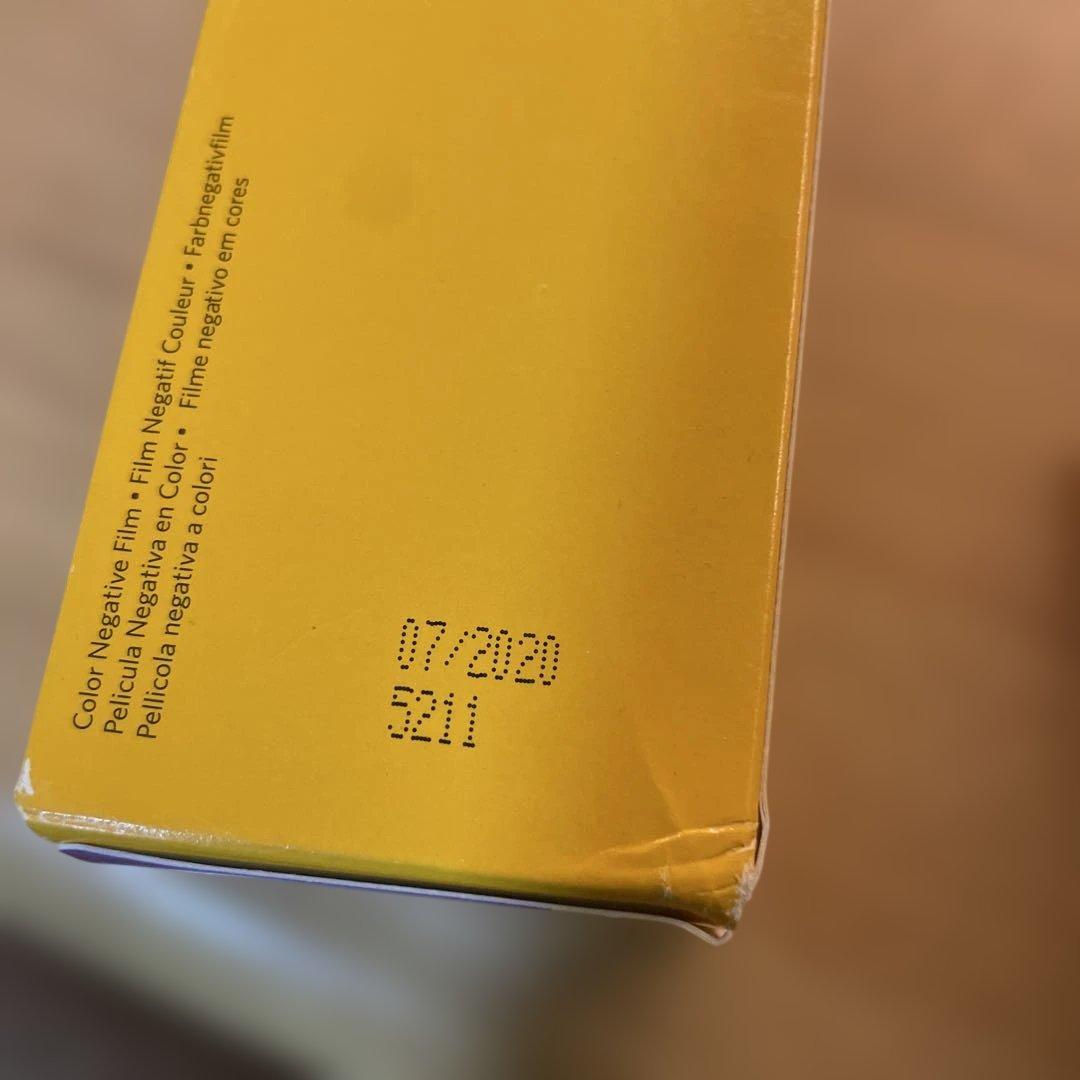 Color Negative Film • Film Negatif Couleur • Farbnegativfilm
Pelicula Negativa en Color • Filme negativo em cores
Pellicola negativa a colori
07/2020
5211